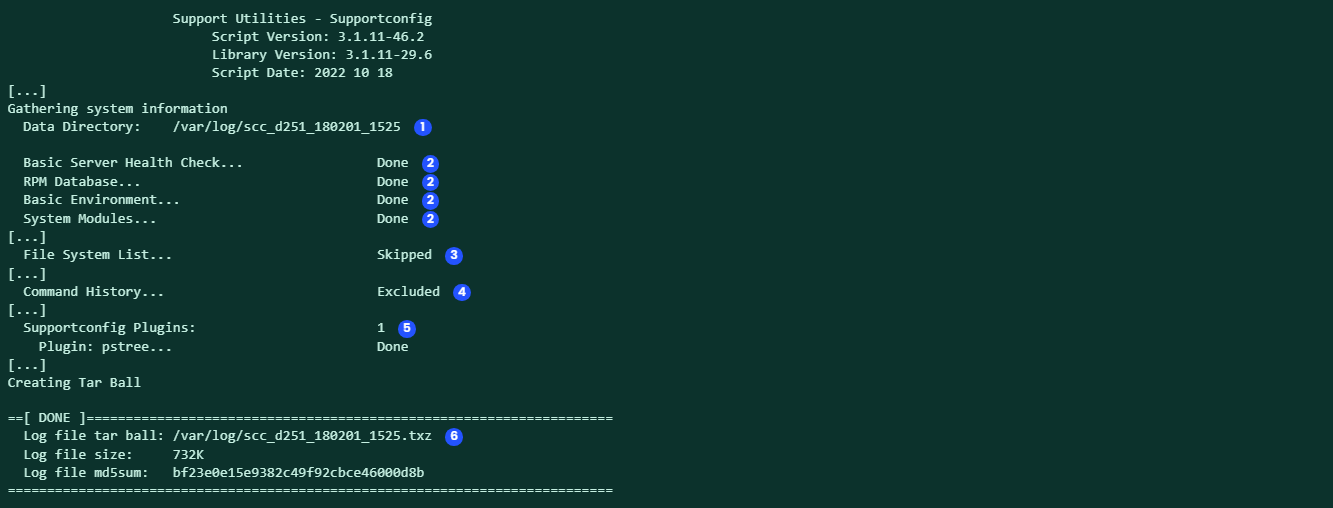 Support Utilities - Supportconfig
Script Version: 3.1.11-46.2
Library Version: 3.1.11-29.6
Script Date: 2022 10 18
[...]
Gathering system information
Data Directory: /var/log/scc_d251_180201_1525 1
Basic Server Health Check... Done 2
RPM Database... Done 2
Basic Environment... Done 2
System Modules... Done 2
[...]
File System List... Skipped 3
[...]
Command History... Excluded 4
[...]
Supportconfig Plugins: 1 5
Plugin: pstree... Done
[...]
Creating Tar Ball
==[ DONE ]===================================================================
Log file tar ball: /var/log/scc_d251_180201_1525.txz 6
Log file size: 732K
Log file md5sum: bf23e0e15e9382c49f92cbce46000d8b
=============================================================================